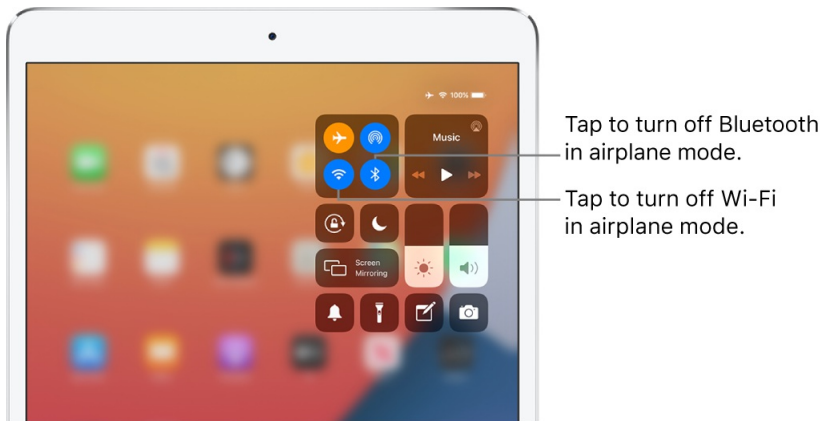 100%
Music
Screen
Mirroring
Tap to turn off Bluetooth
in airplane mode.
Tap to turn off Wi-Fi
in airplane mode.